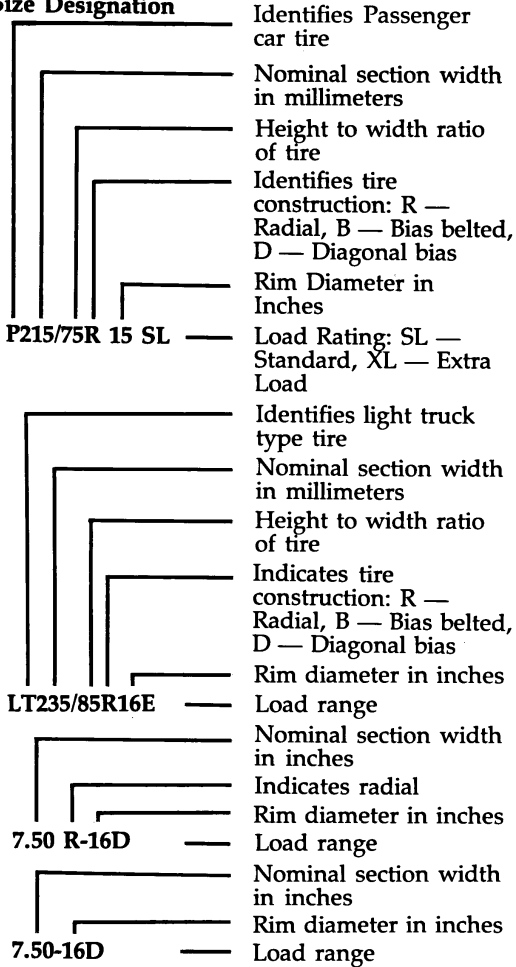 Size Designation
Identifies Passenger
car tire
Nominal section width
in millimeters
Height to width ratio
of tire
Identifies tire
construction: R —
Radial, B — Bias belted,
D — Diagonal bias
Rim Diameter in
Inches
P215/75R 15 SL — Load Rating: SL —
Standard, XL — Extra
Load
Identifies light truck
type tire
Nominal section width
in millimeters
Height to width ratio
of tire
Indicates tire
construction: R —
Radial, B — Bias belted,
D — Diagonal bias
Rim diameter in inches
LT235/85R16E — Load range
Nominal section width
in inches
Indicates radial
Rim diameter in inches
7.50 R-16D — Load range
Nominal section width
in inches
Rim diameter in inches
7.50-16D — Load range